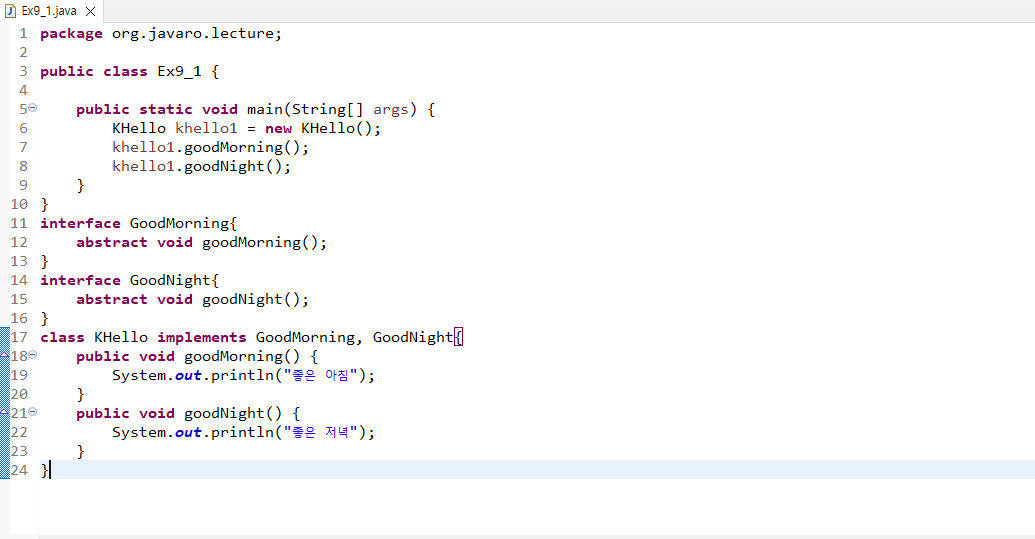 Ex9_1.java
1 package org.javaro.lecture;
2
3 public class Ex9_1 {
4
5     public static void main(String[] args) {
6         KHello khello1 = new KHello();
7         khello1.goodMorning();
8         khello1.goodNight();
9     }
10 }
11 interface GoodMorning{
12     abstract void goodMorning();
13 }
14 interface GoodNight{
15     abstract void goodNight();
16 }
17 class KHello implements GoodMorning, GoodNight{
18     public void goodMorning() {
19         System.out.println("좋은 아침");
20     }
21     public void goodNight() {
22         System.out.println("좋은 저녁");
23     }
24 }